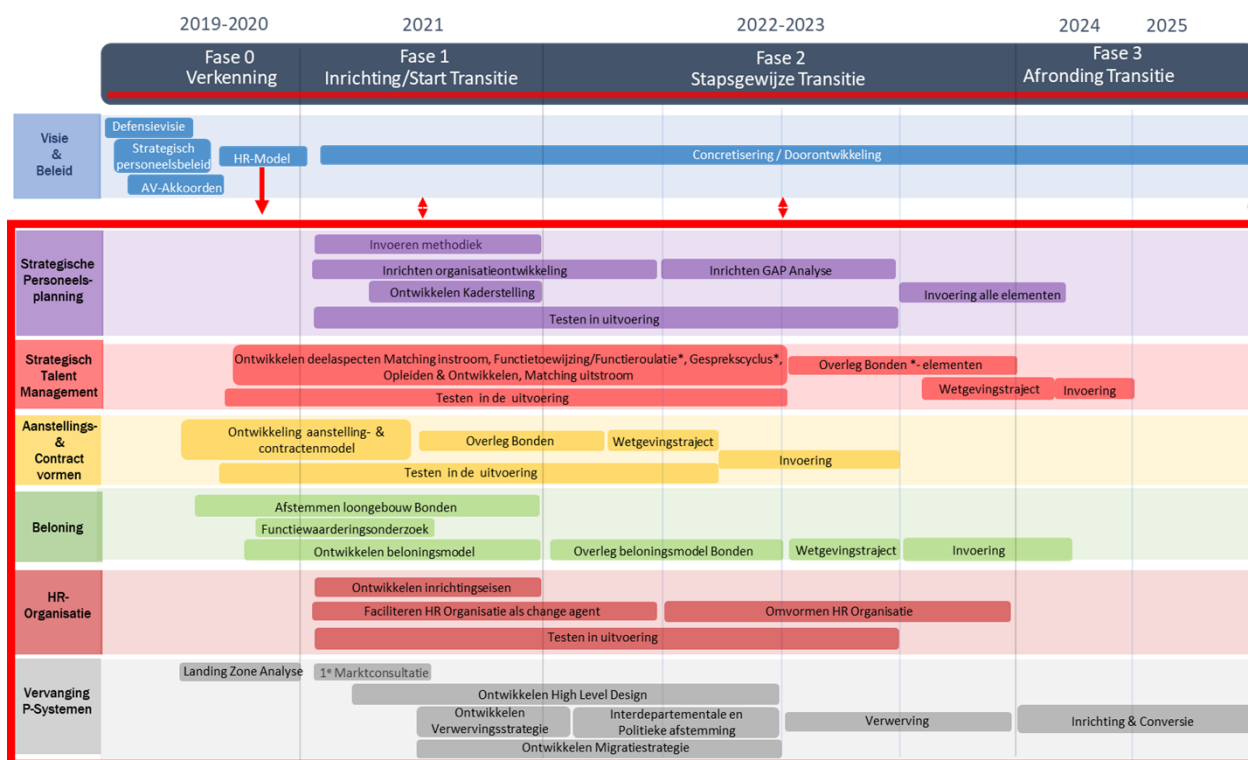 2019-2020
2021
2022-2023
2024
2025
Fase 0
Verkenning
Fase 1
Inrichting/Start Transitie
Fase 2
Stapsgewijze Transitie
Fase 3
Afronding Transitie
Visie
&
Beleid
Defensievisie
Strategisch
personeelsbeleid
HR-Model
AV-Akkoorden
Concretisering / Doorontwikkeling
Strategische
Personeels-
planning
Invoeren methodiek
Inrichten organisatieontwikkeling
Inrichten GAP Analyse
Ontwikkelen Kaderstelling
Invoering alle elementen
Testen in uitvoering
Strategisch
Talent
Management
Ontwikkelen deelaspecten Matching instroom, Functietoewijzing/Functieroulatie*, Gesprekscyclus*,
Opleiden & Ontwikkelen, Matching uitstroom
Overleg Bonden *- elementen
Testen in de uitvoering
Wetgevingstraject
Invoering
Aanstellings-
&
Contract
vormen
Ontwikkeling aanstelling- &
contractenmodel
Overleg Bonden
Wetgevingstraject
Invoering
Testen in de uitvoering
Beloning
Afstemmen loongebouw Bonden
Functiewaarderingsonderzoek
Ontwikkelen beloningsmodel
Overleg beloningsmodel Bonden
Wetgevingstraject
Invoering
HR-
Organisatie
Ontwikkelen inrichtingseisen
Faciliteren HR Organisatie als change agent
Omvormen HR Organisatie
Testen in uitvoering
Vervanging
P-Systemen
Landing Zone Analyse
1e Marktconsultatie
Ontwikkelen High Level Design
Ontwikkelen
Verwervingsstrategie
Interdepartementale en
Politieke afstemming
Verwerving
Inrichting & Conversie
Ontwikkelen Migratiestrategie